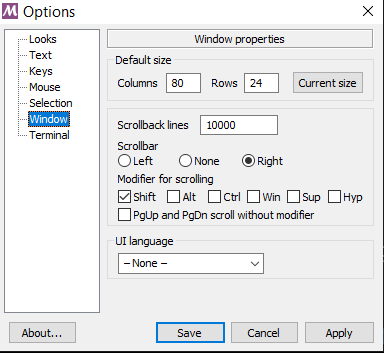 Options
Looks
Text
Keys
Mouse
Selection
Window
Terminal
Window properties
Default size
Columns 80 Rows 24 Current size
Scrollback lines 10000
Scrollbar
Left None Right
Modifier for scrolling
Shift Alt Ctrl Win Sup Hyp
PgUp and PgDn scroll without modifier
UI language
– None –
About... Save Cancel Apply